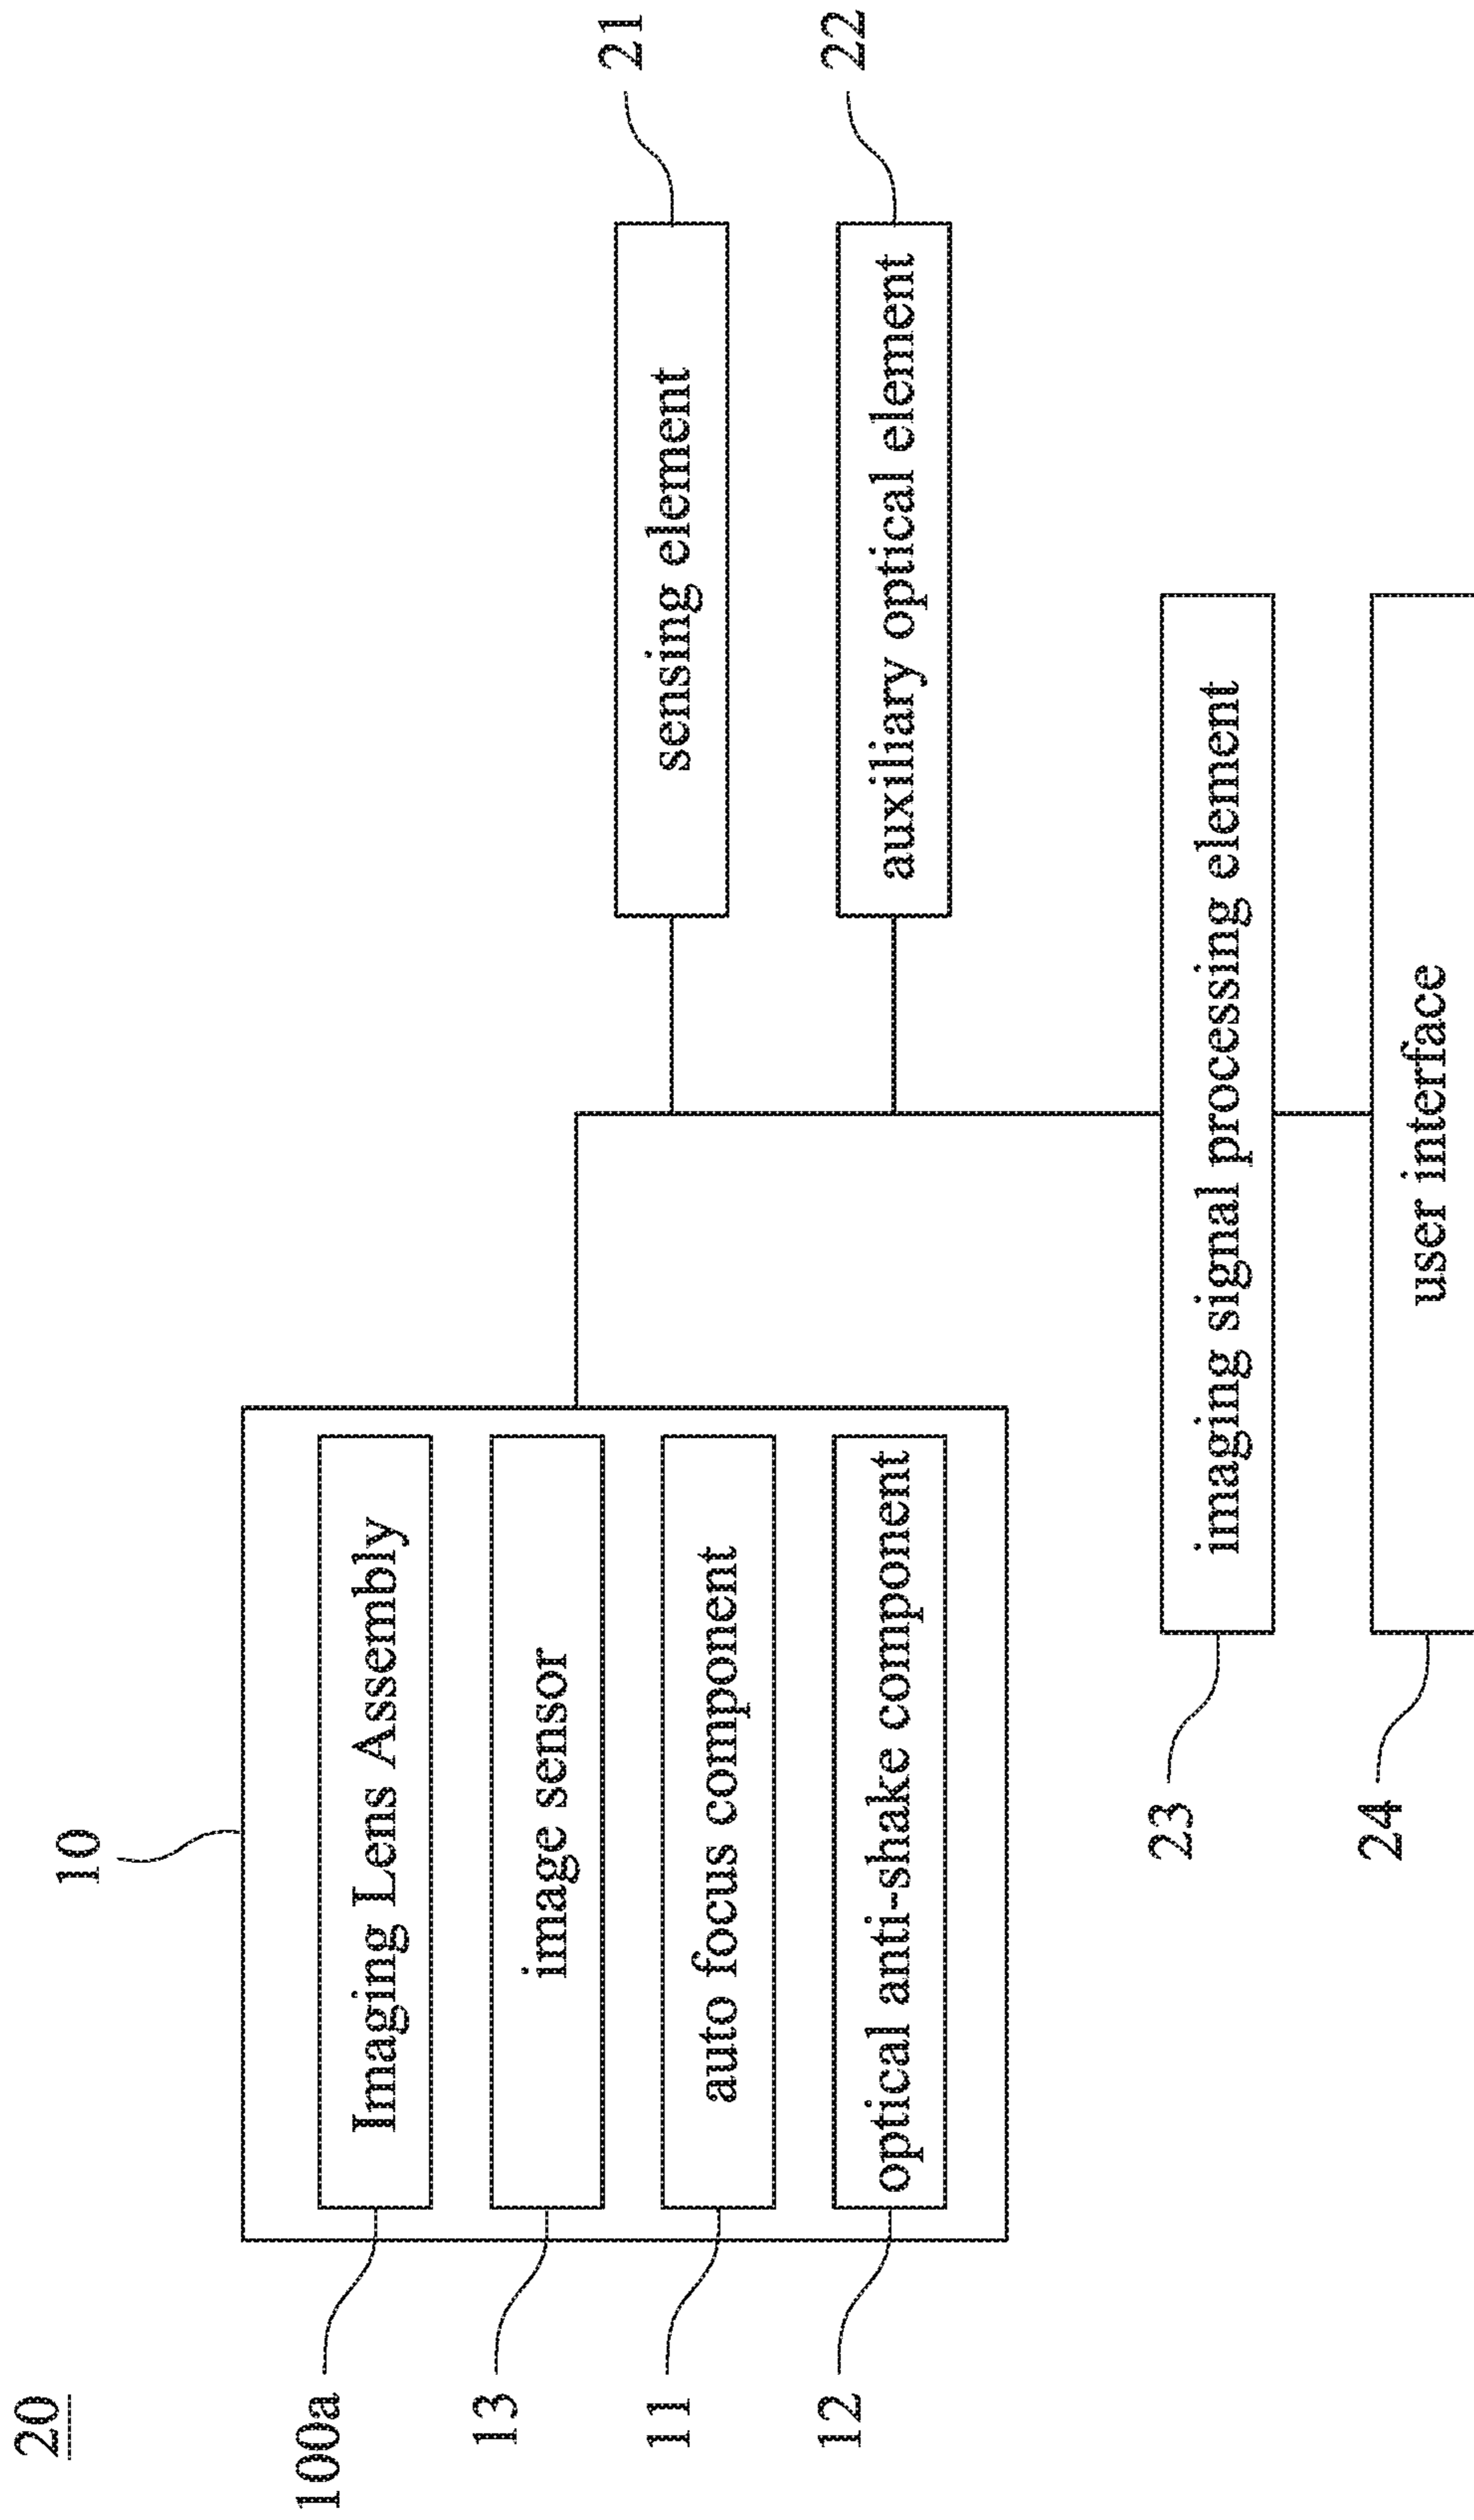 20
10
100a
Imaging Lens Assembly
13
image sensor
11
auto focus component
12
optical anti-shake component
sensing element
21
auxiliary optical element
22
23
imaging signal processing element
24
user interface